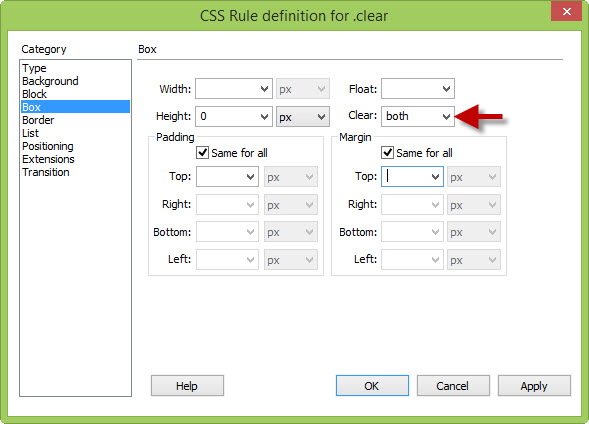 CSS Rule definition for .clear
Category
Type
Background
Block
Box
Border
List
Positioning
Extensions
Transition
Box
Width: px Float:
Height: 0 px Clear: both
Padding
Same for all
Top: px
Right: px
Bottom: px
Left: px
Margin
Same for all
Top: px
Right: px
Bottom: px
Left: px
Help OK Cancel Apply